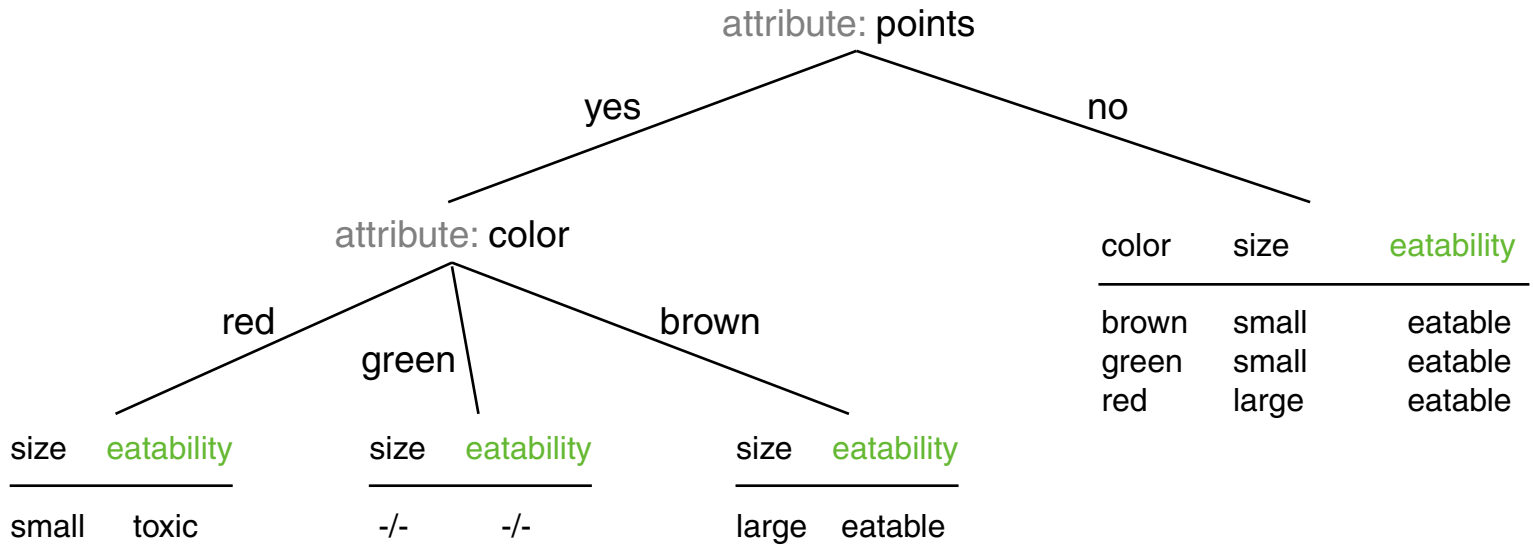 attribute: points
yes
no
attribute: color
red
green
brown
color size eatability
brown small eatable
green small eatable
red large eatable
size eatability
small toxic
size eatability
-/- -/-
size eatability
large eatable